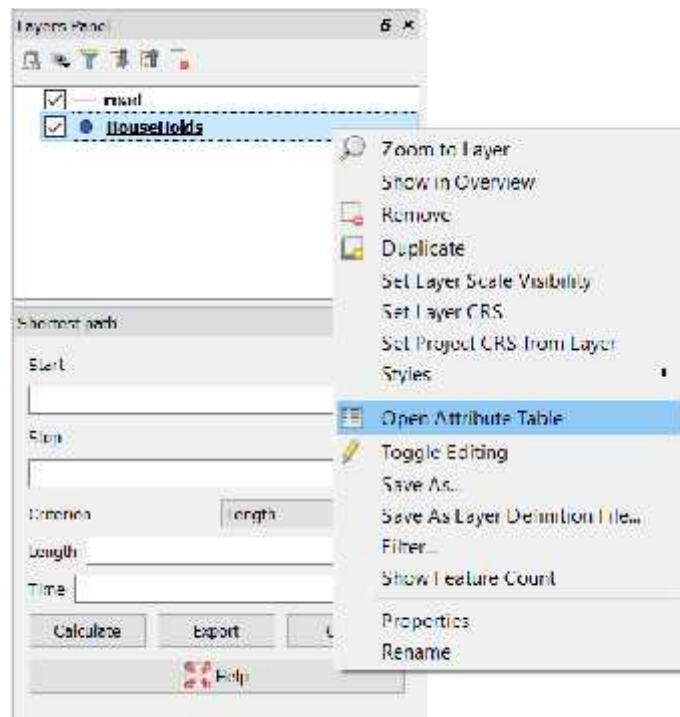 Layers Panel
road
HouseHolds
Zoom to Layer
Show in Overview
Remove
Duplicate
Set Layer Scale Visibility
Set Layer CRS
Set Project CRS from Layer
Styles
Open Attribute Table
Toggle Editing
Save As...
Save As Layer Definition File...
Filter...
Show Feature Count
Properties
Rename
Shortest path
Start
Stop
Criterion
Length
Length
Time
Calculate
Export
Help